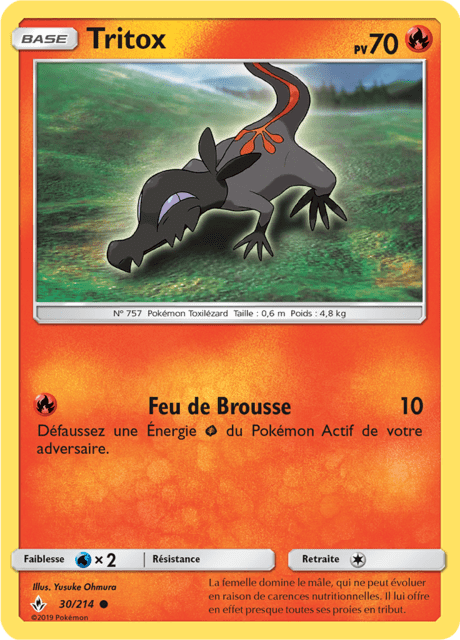 BASE Tritox PV70
N° 757 Pokémon Toxilézard Taille : 0,6 m Poids : 4,8 kg
Feu de Brousse 10
Défaussez une Énergie du Pokémon Actif de votre
adversaire.
Faiblesse ×2 Résistance Retraite
Illus. Yusuke Ohmura
30/214
©2019 Pokémon
La femelle domine le mâle, qui ne peut évoluer
en raison de carences nutritionnelles. Il lui offre
en effet presque toutes ses proies en tribut.